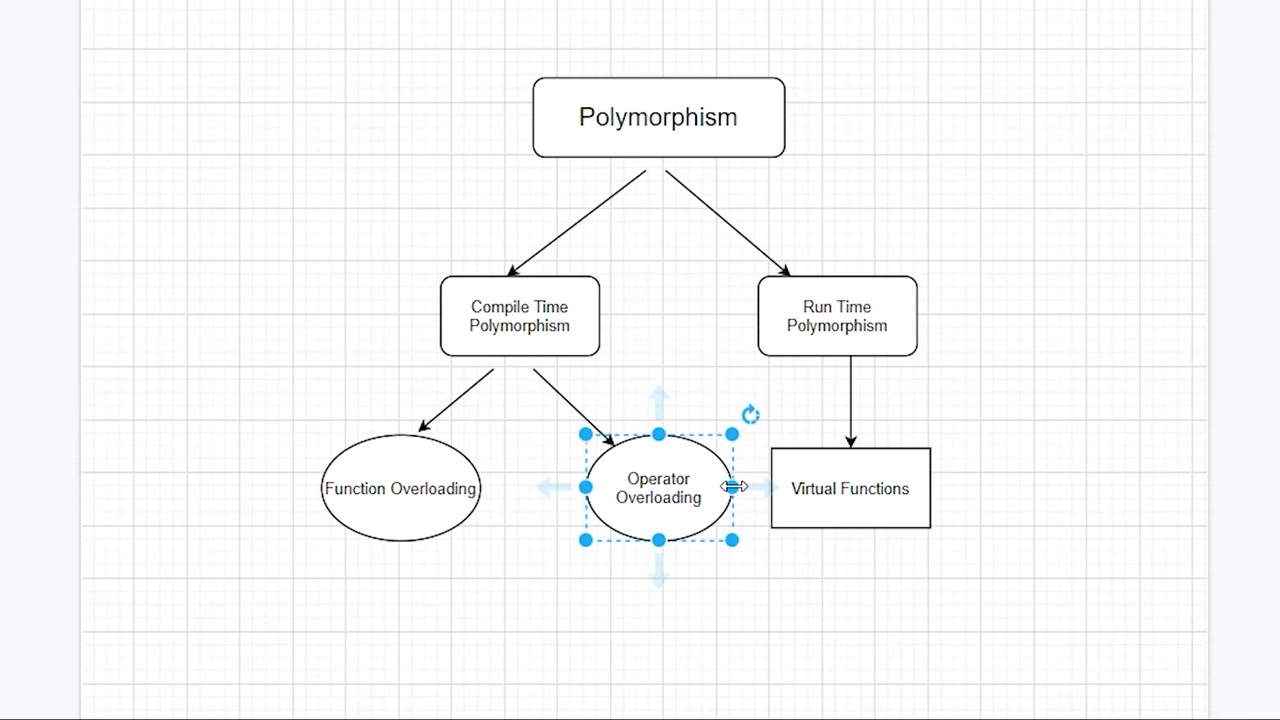 Polymorphism
Compile Time
Polymorphism
Run Time
Polymorphism
Function Overloading
Operator
Overloading
Virtual Functions